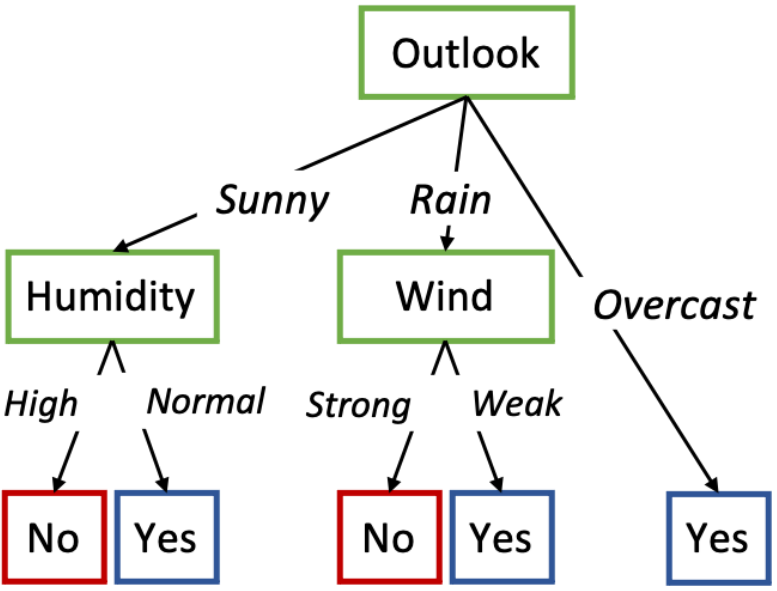 Outlook
Sunny
Rain
Humidity
Wind
Overcast
High
Normal
Strong
Weak
No
Yes
No
Yes
Yes